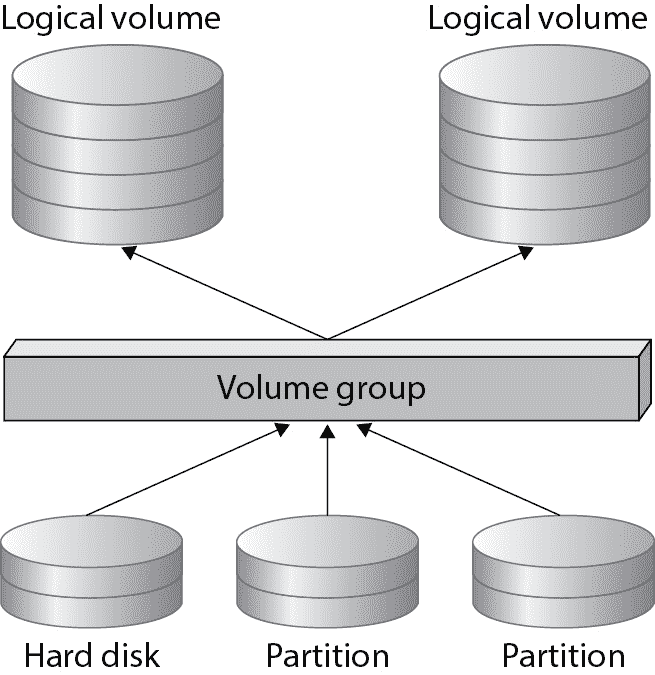 Logical volume
Logical volume
Volume group
Hard disk
Partition
Partition